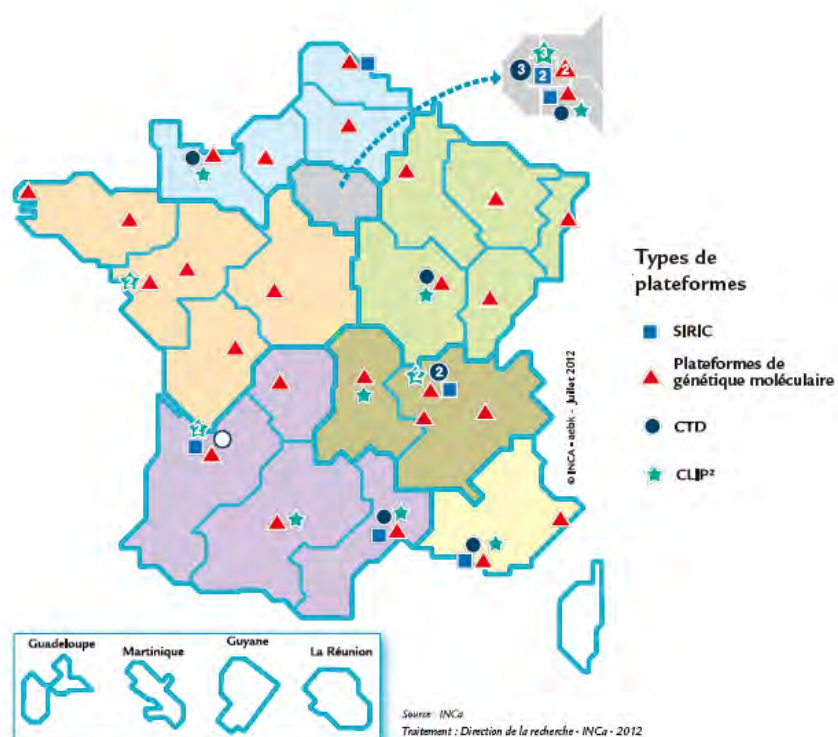 3
3
2
2
Types de
plateformes
SIRIC
Plateformes de
génétique moléculaire
CTD
CLIP²
2
2
2
2
© INCA • aebk - Juillet 2012
Guadeloupe
Martinique
Guyane
La Réunion
Source : INCa
Traitement : Direction de la recherche - INCa - 2012